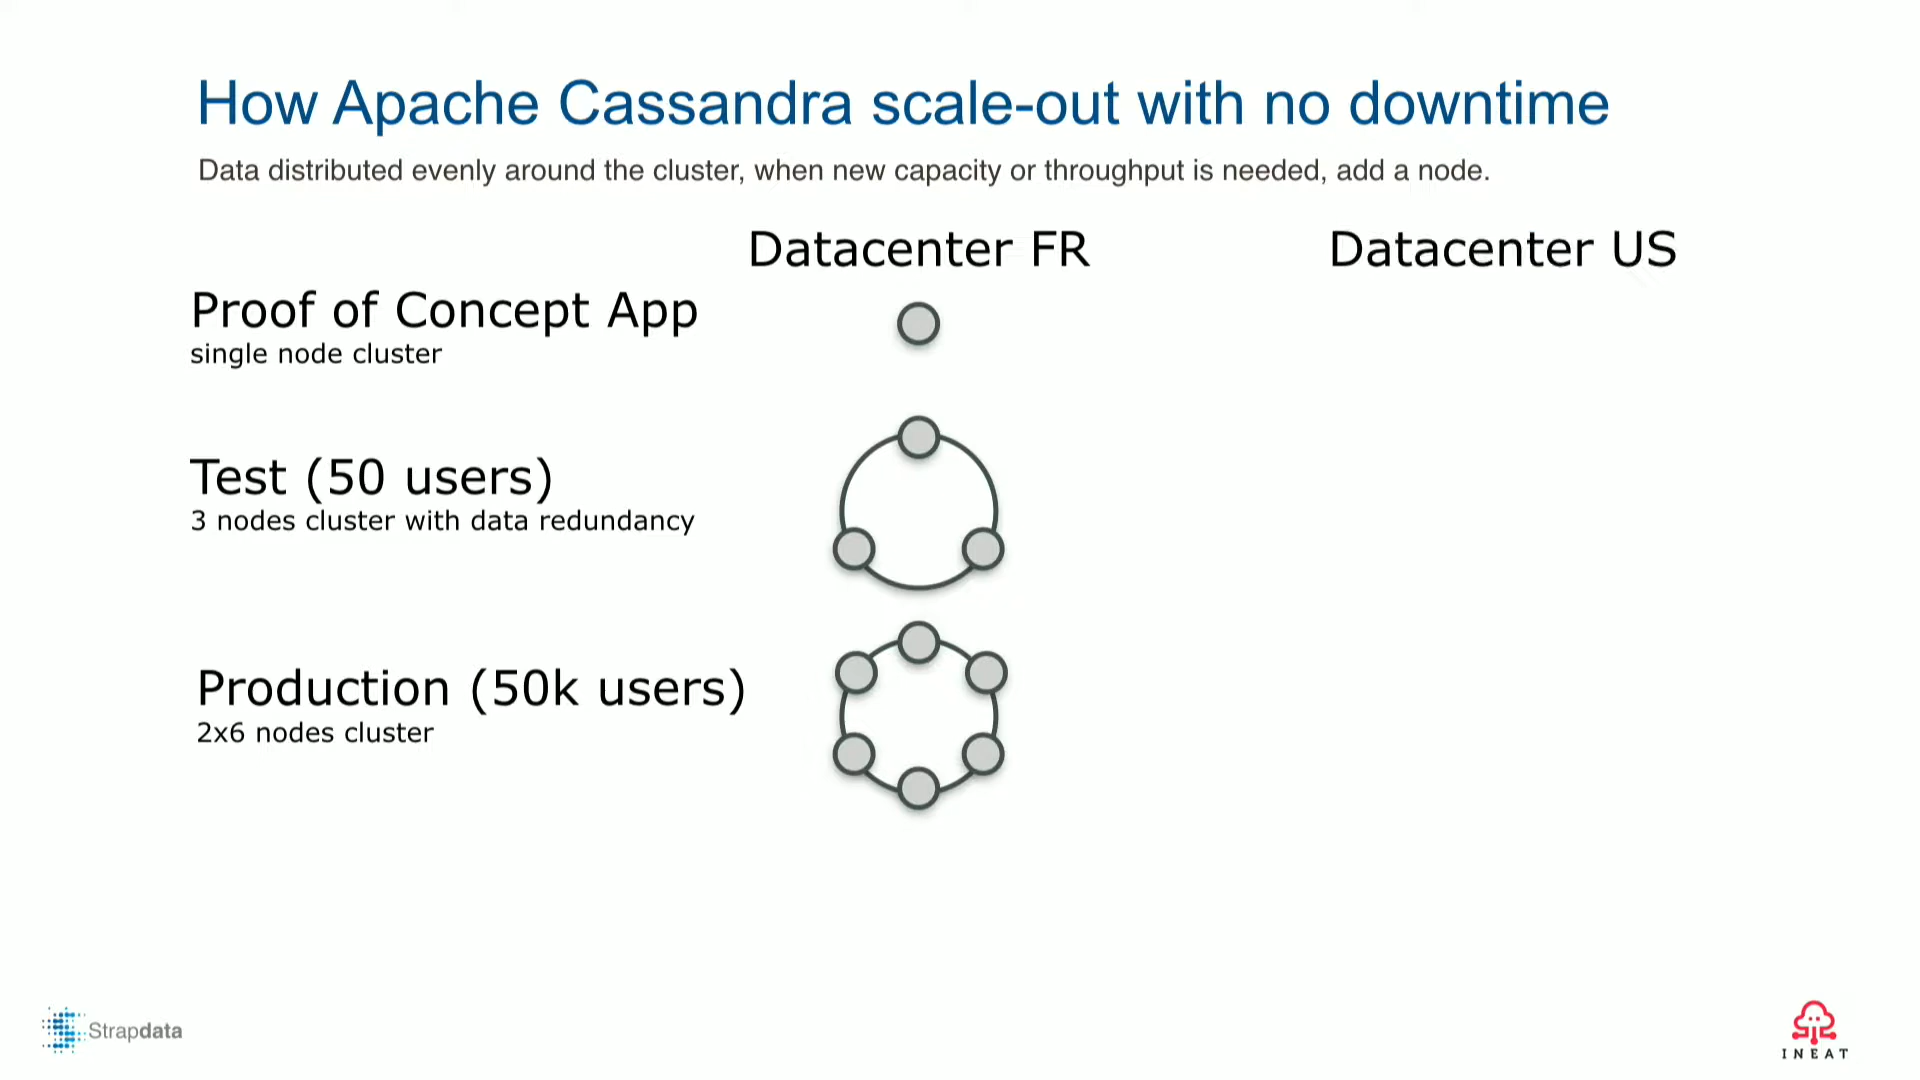 How Apache Cassandra scale-out with no downtime
Data distributed evenly around the cluster, when new capacity or throughput is needed, add a node.
Datacenter FR
Datacenter US
Proof of Concept App
single node cluster
Test (50 users)
3 nodes cluster with data redundancy
Production (50k users)
2x6 nodes cluster
Strapdata
INEAT